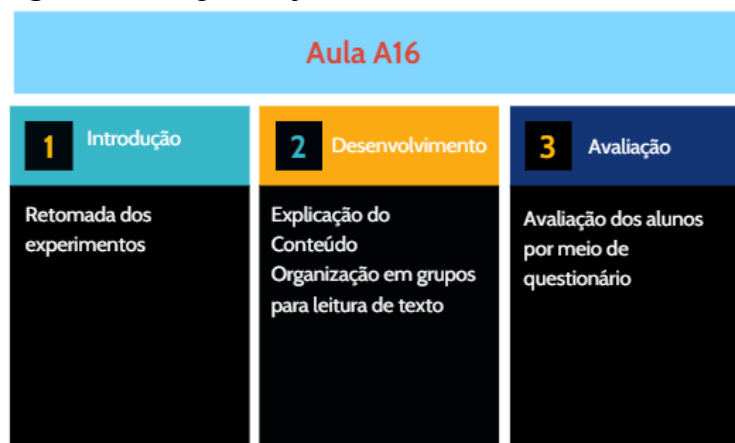 Aula A16
1 Introdução
Retomada dos
experimentos
2 Desenvolvimento
Explicação do
Conteúdo
Organização em grupos
para leitura de texto
3 Avaliação
Avaliação dos alunos
por meio de
questionário